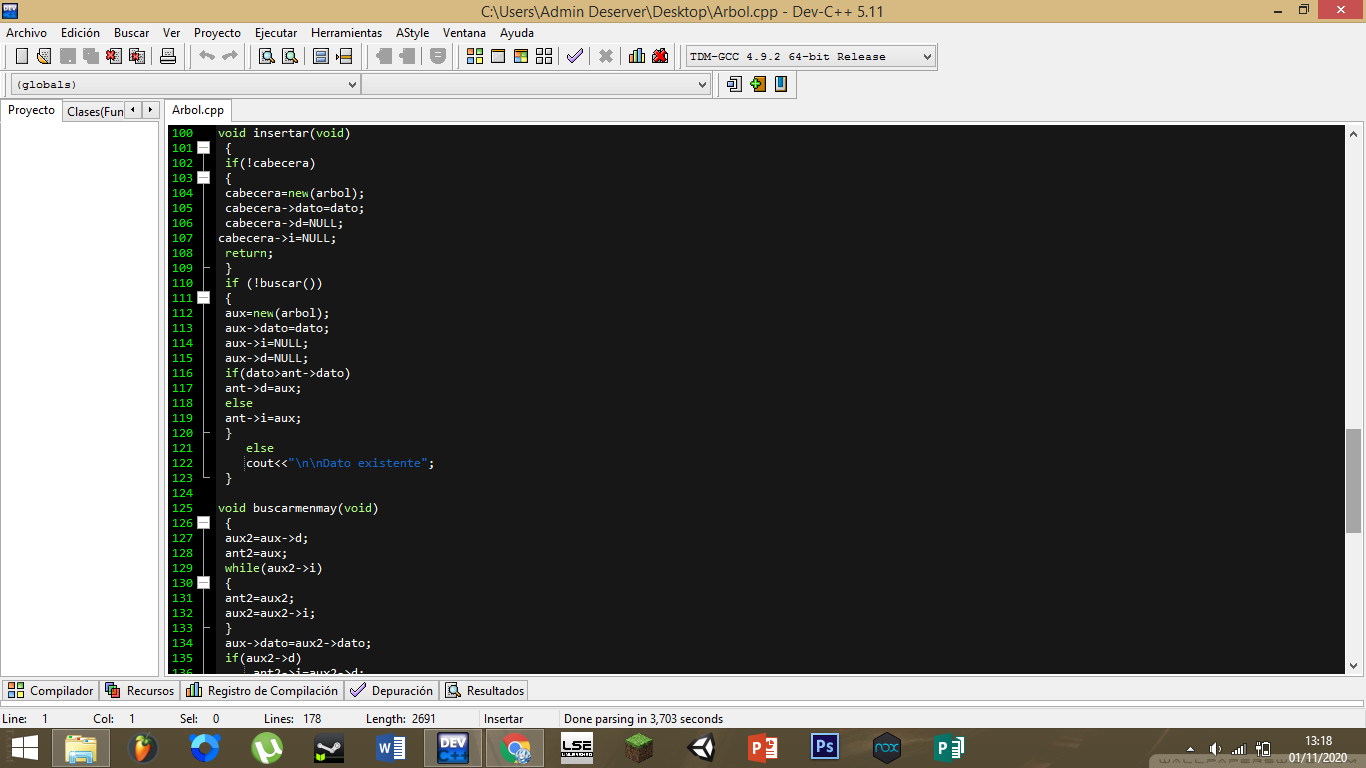 C:\Users\Admin Deserver\Desktop\Arbol.cpp - Dev-C++ 5.11
Archivo Edición Buscar Ver Proyecto Ejecutar Herramientas AStyle Ventana Ayuda
TDM-GCC 4.9.2 64-bit Release
(globals)
Proyecto Clases(Fun Arbol.cpp
100 void insertar(void)
101 {
102 if(!cabecera)
103 {
104 cabecera=new(arbol);
105 cabecera->dato=dato;
106 cabecera->d=NULL;
107 cabecera->i=NULL;
108 return;
109 }
110 if (!buscar())
111 {
112 aux=new(arbol);
113 aux->dato=dato;
114 aux->i=NULL;
115 aux->d=NULL;
116 if(dato>ant->dato)
117 ant->d=aux;
118 else
119 ant->i=aux;
120 }
121 else
122 cout<<"\n\nDato existente";
123 }
124
125 void buscarmenmay(void)
126 {
127 aux2=aux->d;
128 ant2=aux;
129 while(aux2->i)
130 {
131 ant2=aux2;
132 aux2=aux2->i;
133 }
134 aux->dato=aux2->dato;
135 if(aux2->d)
136 ant2->i=aux2->d;
Compilador Recursos Registro de Compilación Depuración Resultados
Line: 1 Col: 1 Sel: 0 Lines: 178 Length: 2691 Insertar Done parsing in 3,703 seconds
DEV C++ LSE Ps nox
13:18
01/11/2020